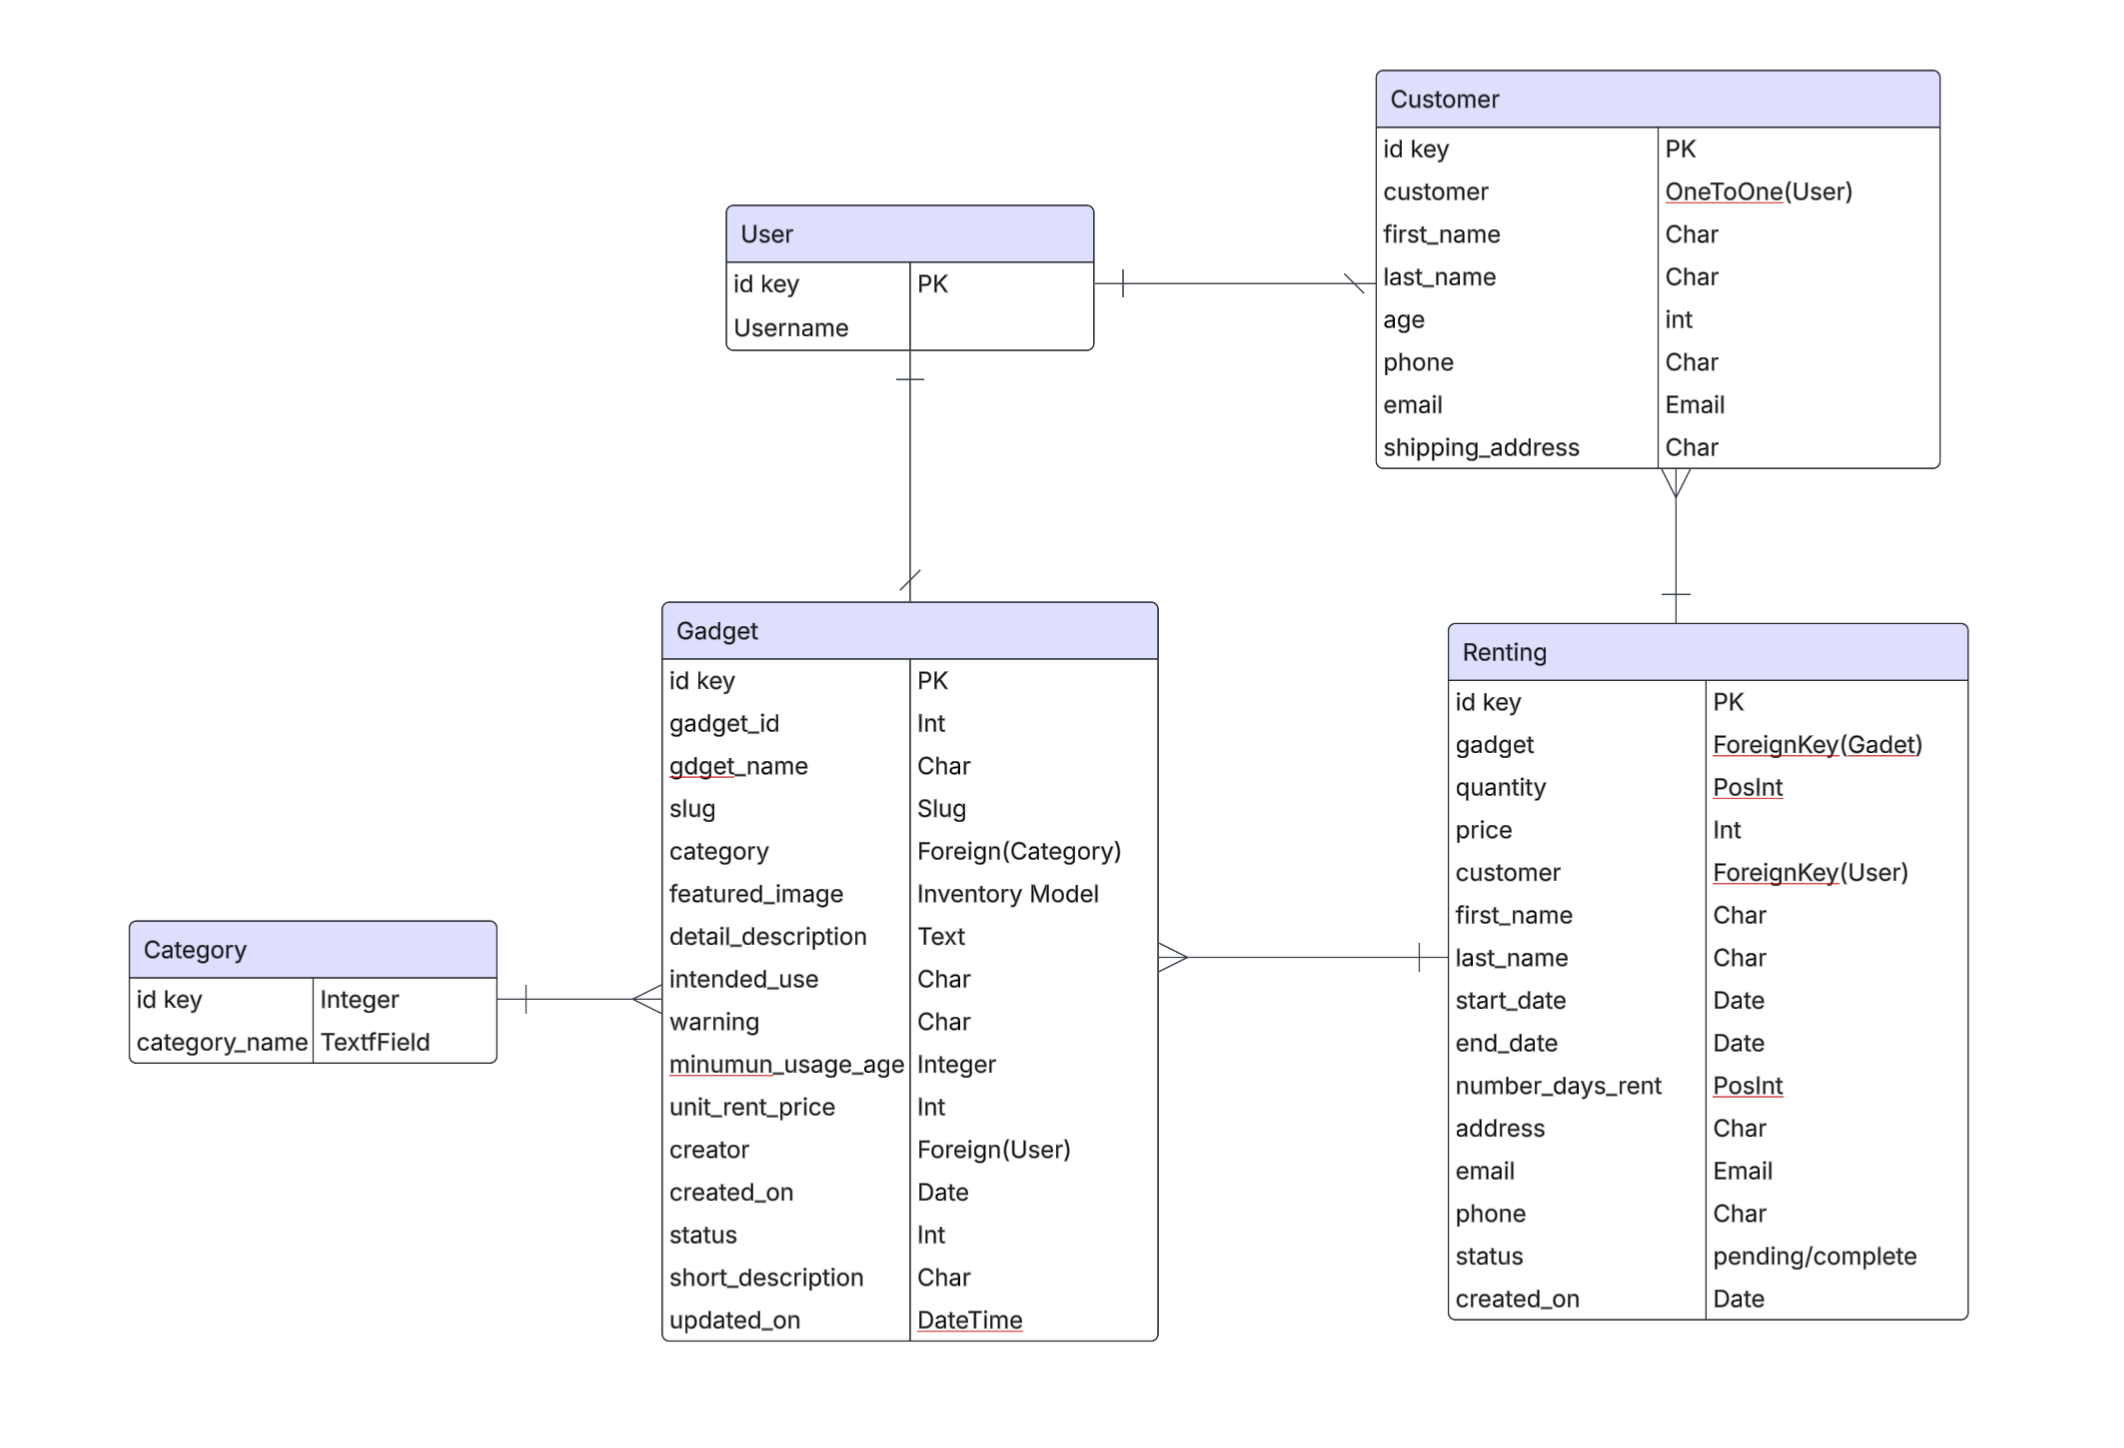 Customer
id key PK
customer OneToOne(User)
first_name Char
last_name Char
age int
phone Char
email Email
shipping_address Char
User
id key PK
Username
Gadget
id key PK
gadget_id Int
gdget_name Char
slug Slug
category Foreign(Category)
featured_image Inventory Model
detail_description Text
intended_use Char
warning Char
minumun_usage_age Integer
unit_rent_price Int
creator Foreign(User)
created_on Date
status Int
short_description Char
updated_on DateTime
Renting
id key PK
gadget ForeignKey(Gadet)
quantity PosInt
price Int
customer ForeignKey(User)
first_name Char
last_name Char
start_date Date
end_date Date
number_days_rent PosInt
address Char
email Email
phone Char
status pending/complete
created_on Date
Category
id key Integer
category_name TextfField